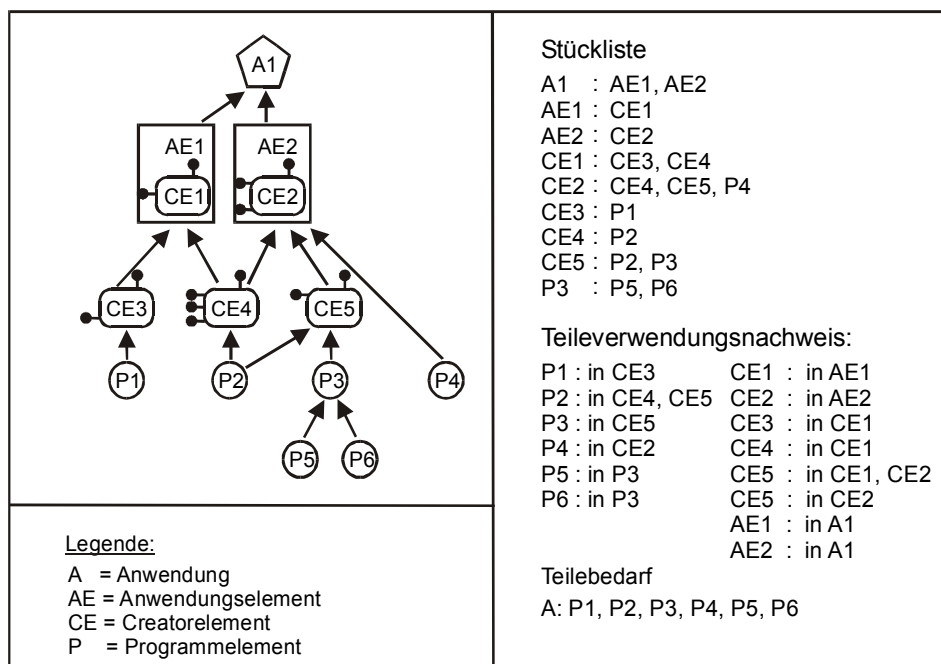 A1
AE1 AE2
CE1 CE2
CE3 CE4 CE5
P1 P2 P3 P4
P5 P6
Legende:
A = Anwendung
AE = Anwendungselement
CE = Creatorelement
P = Programmelement
Stückliste
A1 : AE1, AE2
AE1 : CE1
AE2 : CE2
CE1 : CE3, CE4
CE2 : CE4, CE5, P4
CE3 : P1
CE4 : P2
CE5 : P2, P3
P3 : P5, P6
Teileverwendungsnachweis:
P1 : in CE3 CE1 : in AE1
P2 : in CE4, CE5 CE2 : in AE2
P3 : in CE5 CE3 : in CE1
P4 : in CE2 CE4 : in CE1
P5 : in P3 CE5 : in CE1, CE2
P6 : in P3 CE5 : in CE2
AE1 : in A1
AE2 : in A1
Teilebedarf
A: P1, P2, P3, P4, P5, P6